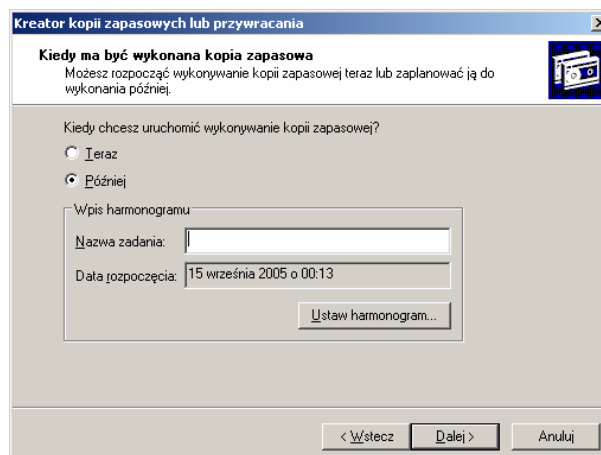 Kreator kopii zapasowych lub przywracania
Kiedy ma być wykonana kopia zapasowa
Możesz rozpocząć wykonywanie kopii zapasowej teraz lub zaplanować ją do
wykonania później.
Kiedy chcesz uruchomić wykonywanie kopii zapasowej?
Teraz
Później
Wpis harmonogramu
Nazwa zadania:
Data rozpoczęcia: 15 września 2005 o 00:13
Ustaw harmonogram...
< Wstecz Dalej > Anuluj